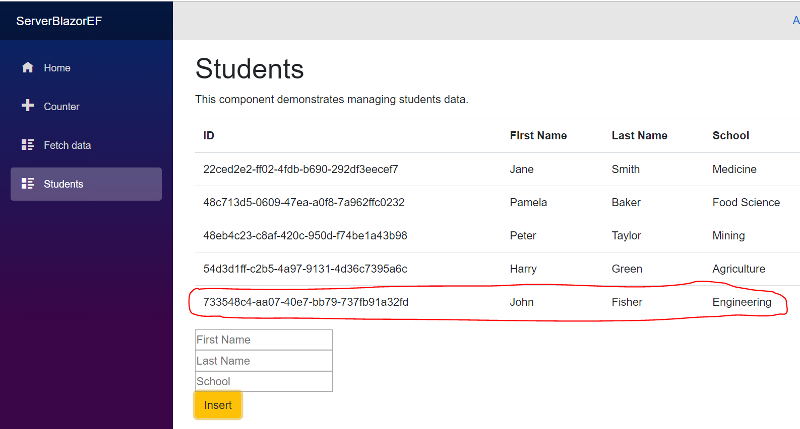 ServerBlazorEF
A
Home
Counter
Fetch data
Students
Students
This component demonstrates managing students data.
ID First Name Last Name School
22ced2e2-ff02-4fdb-b690-292df3eecef7 Jane Smith Medicine
48c713d5-0609-47ea-a0f8-7a962ffc0232 Pamela Baker Food Science
48eb4c23-c8af-420c-950d-f74be1a43b98 Peter Taylor Mining
54d3d1ff-c2b5-4a97-9131-4d36c7395a6c Harry Green Agriculture
733548c4-aa07-40e7-bb79-737fb91a32fd John Fisher Engineering
First Name
Last Name
School
Insert